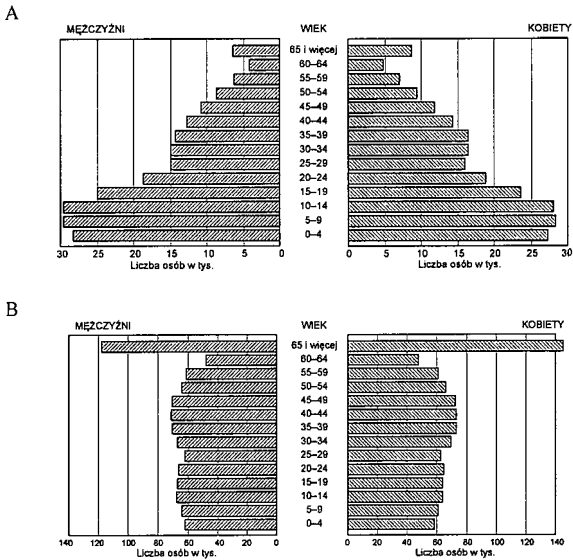 A
MĘŻCZYŹNI WIEK KOBIETY
65 i więcej
60–64
55–59
50–54
45–49
40–44
35–39
30–34
25–29
20–24
15–19
10–14
5–9
0–4
30 25 20 15 10 5 0 0 5 10 15 20 25 30
Liczba osób w tys. Liczba osób w tys.
B
MĘŻCZYŹNI WIEK KOBIETY
65 i więcej
60–64
55–59
50–54
45–49
40–44
35–39
30–34
25–29
20–24
15–19
10–14
5–9
0–4
140 120 100 80 60 40 20 0 0 20 40 60 80 100 120 140
Liczba osób w tys. Liczba osób w tys.